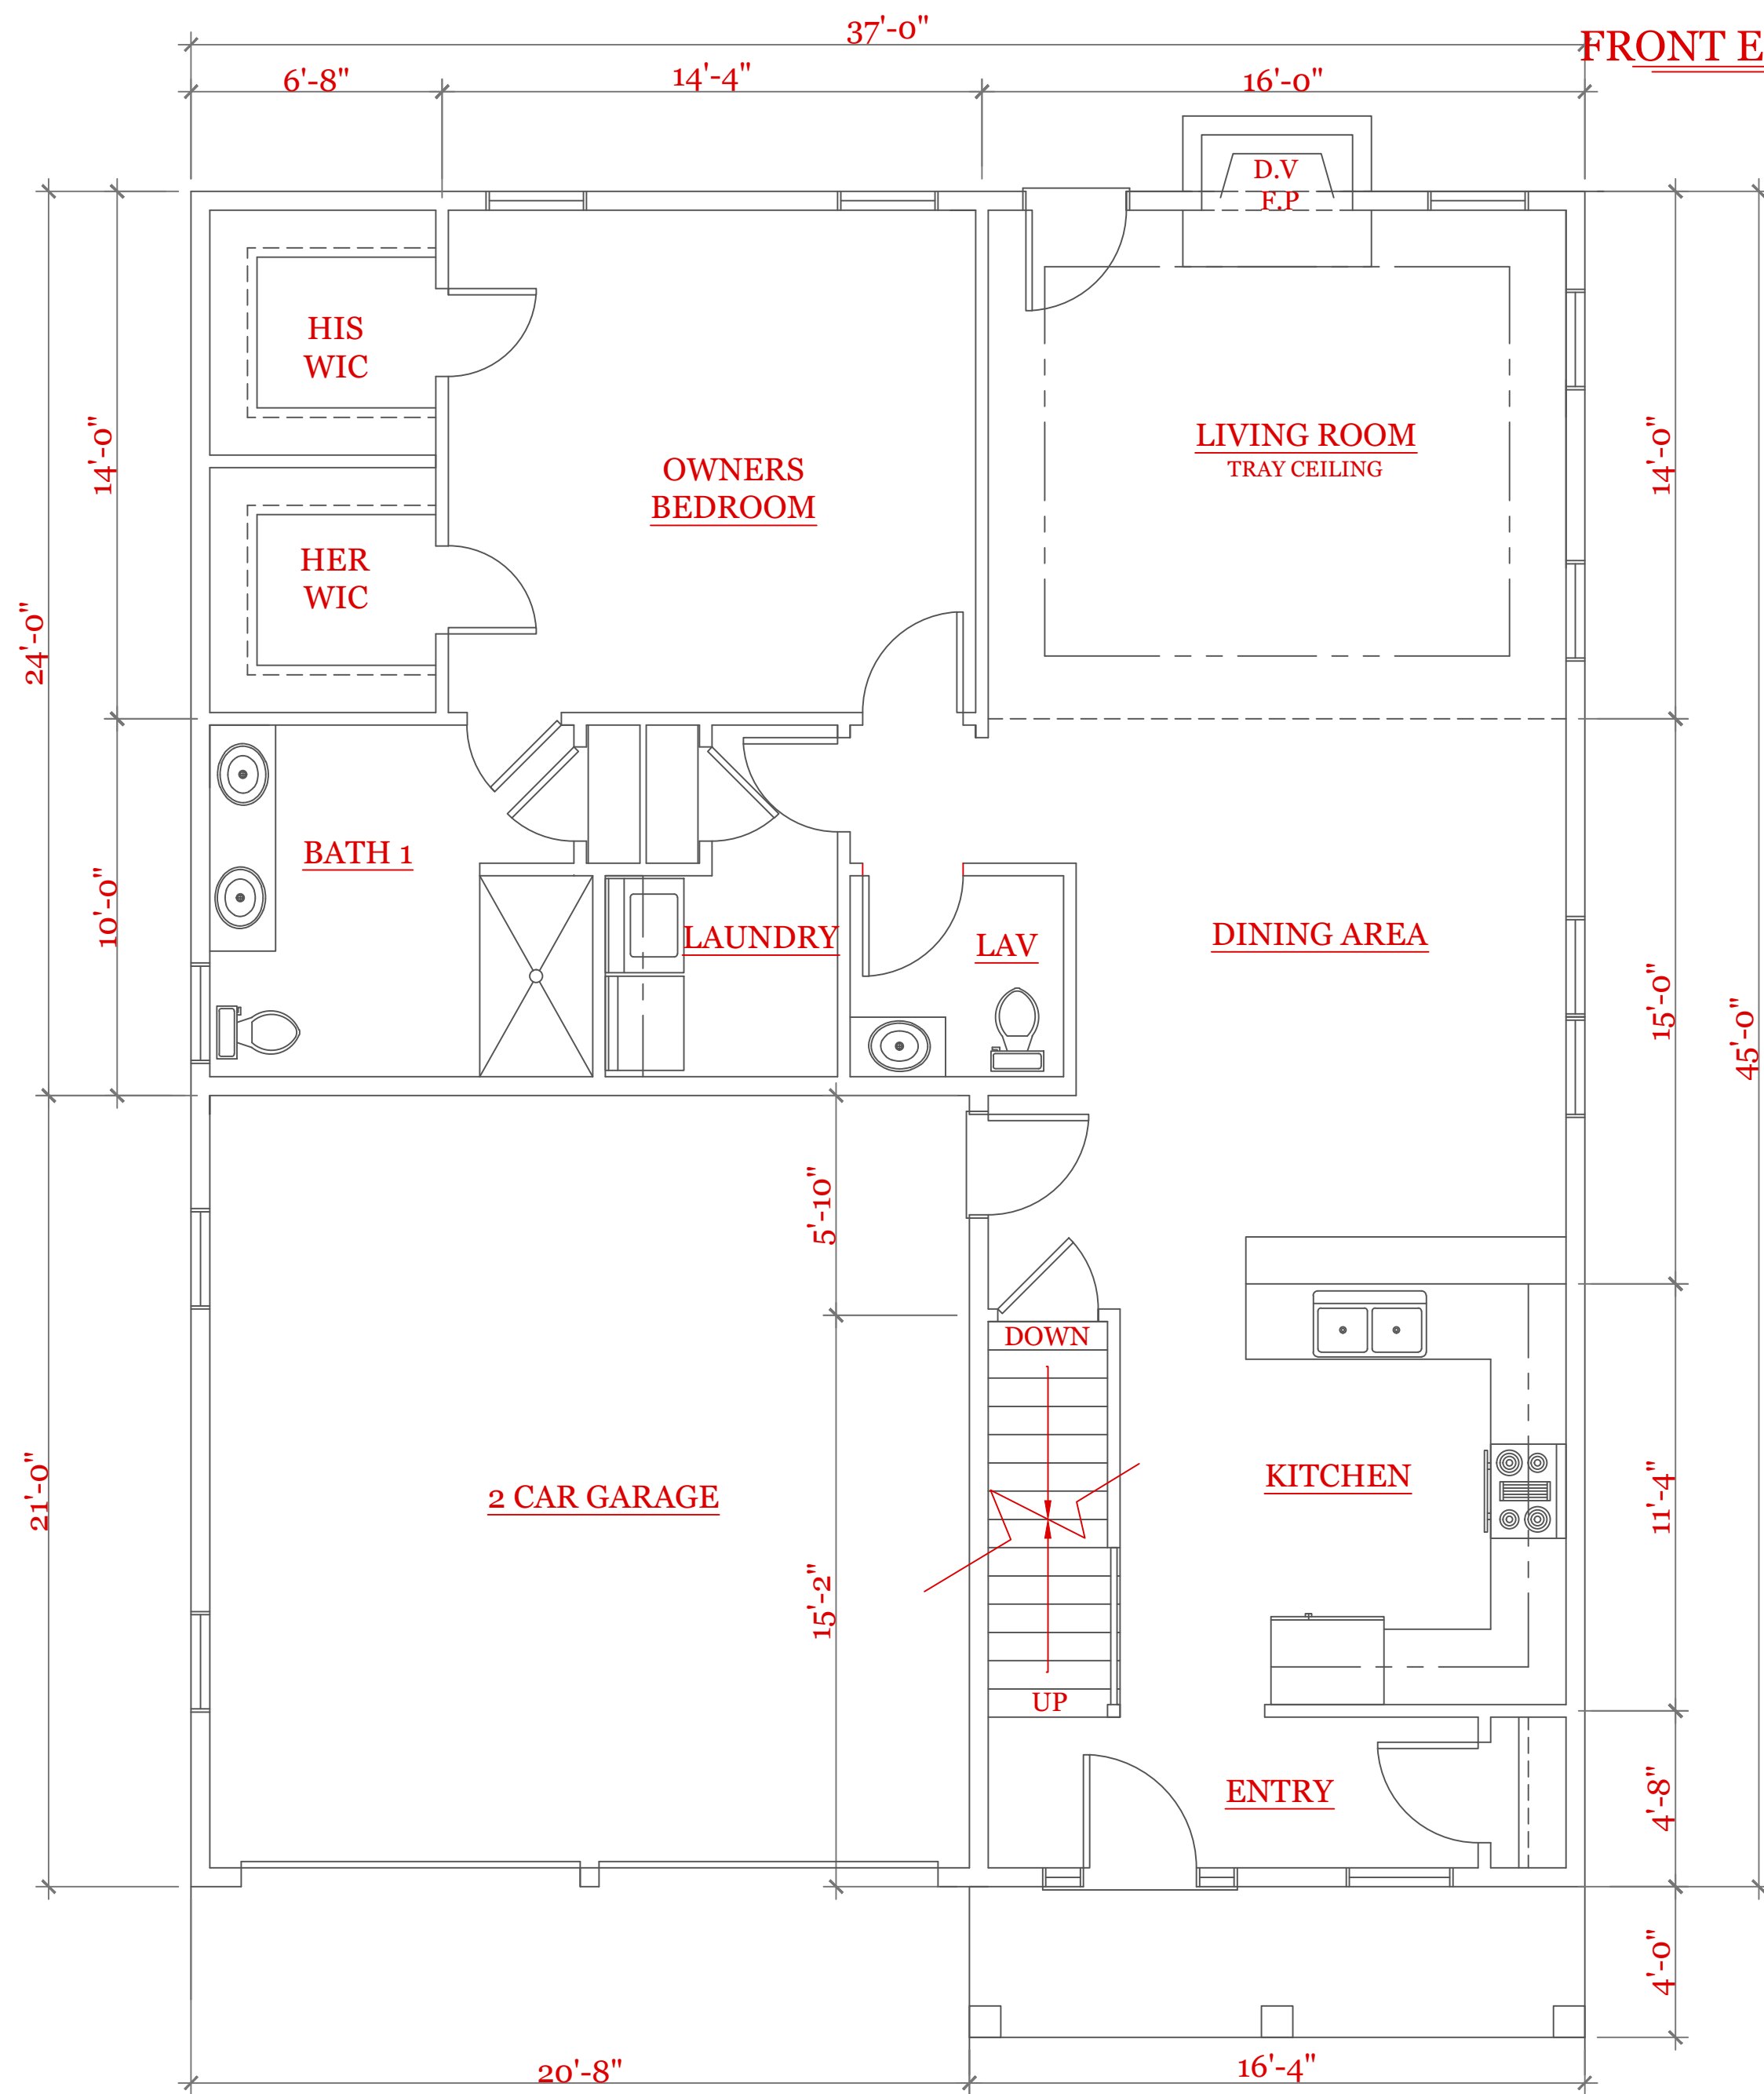 37'-0"
FRONT E
6'-8"
14'-4"
16'-0"
D.V
F.P
HIS
WIC
LIVING ROOM
TRAY CEILING
14'-0"
14'-0"
OWNERS
BEDROOM
HER
WIC
24'-0"
BATH 1
10'-0"
LAUNDRY
LAV
DINING AREA
15'-0"
45'-0"
5'-10"
DOWN
2 CAR GARAGE
KITCHEN
21'-0"
11'-4"
15'-2"
UP
ENTRY
4'-8"
4'-0"
20'-8"
16'-4"